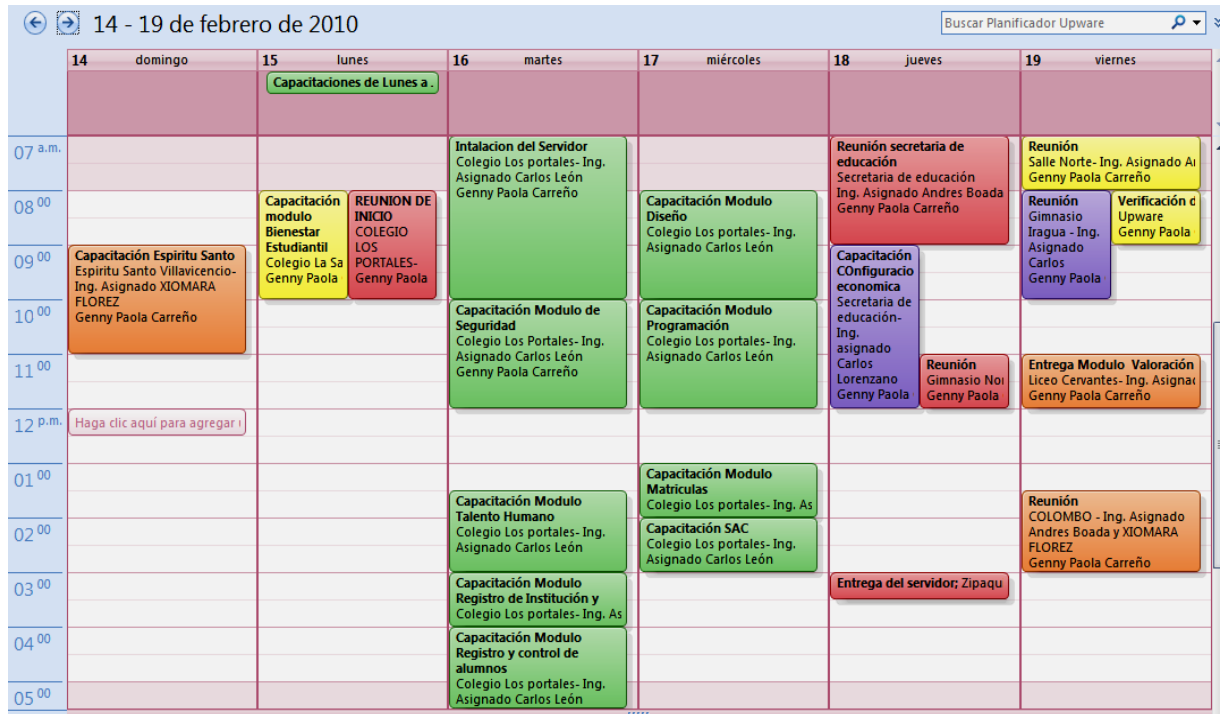 14 - 19 de febrero de 2010
Buscar Planificador Upware
14 domingo
15 lunes
16 martes
17 miércoles
18 jueves
19 viernes
Capacitaciones de Lunes a .
07 a.m.
08 00
09 00
10 00
11 00
12 p.m.
01 00
02 00
03 00
04 00
05 00
Capacitación Espiritu Santo
Espiritu Santo Villavicencio-
Ing. Asignado XIOMARA
FLOREZ
Genny Paola Carreño
Haga clic aquí para agregar
Capacitación
modulo
Bienestar
Estudiantil
Colegio La Sa
Genny Paola
REUNION DE
INICIO
COLEGIO
LOS
PORTALES-
Genny Paola
Intalacion del Servidor
Colegio Los portales- Ing.
Asignado Carlos León
Genny Paola Carreño
Capacitación Modulo de
Seguridad
Colegio Los Portales- Ing.
Asignado Carlos León
Genny Paola Carreño
Capacitación Modulo
Talento Humano
Colegio Los portales- Ing.
Asignado Carlos León
Capacitación Modulo
Registro de Institución y
Colegio Los portales- Ing. As
Capacitación Modulo
Registro y control de
alumnos
Colegio Los portales- Ing.
Asignado Carlos León
Capacitación Modulo
Diseño
Colegio Los portales- Ing.
Asignado Carlos León
Capacitación Modulo
Programación
Colegio Los portales- Ing.
Asignado Carlos León
Capacitación Modulo
Matriculas
Colegio Los portales- Ing. As
Capacitación SAC
Colegio Los portales- Ing.
Asignado Carlos León
Reunión secretaria de
educación
Secretaria de educación
Ing. Asignado Andres Boada
Genny Paola Carreño
Capacitación
COnfiguracio
economica
Secretaria de
educación-
Ing.
asignado
Carlos
Lorenzano
Genny Paola
Reunión
Gimnasio Nor
Genny Paola
Entrega del servidor; Zipaqu
Reunión
Salle Norte- Ing. Asignado Ar
Genny Paola Carreño
Reunión
Gimnasio
Iragua - Ing.
Asignado
Carlos
Genny Paola
Verificación d
Upware
Genny Paola
Entrega Modulo Valoración
Liceo Cervantes- Ing. Asignac
Genny Paola Carreño
Reunión
COLOMBO - Ing. Asignado
Andres Boada y XIOMARA
FLOREZ
Genny Paola Carreño